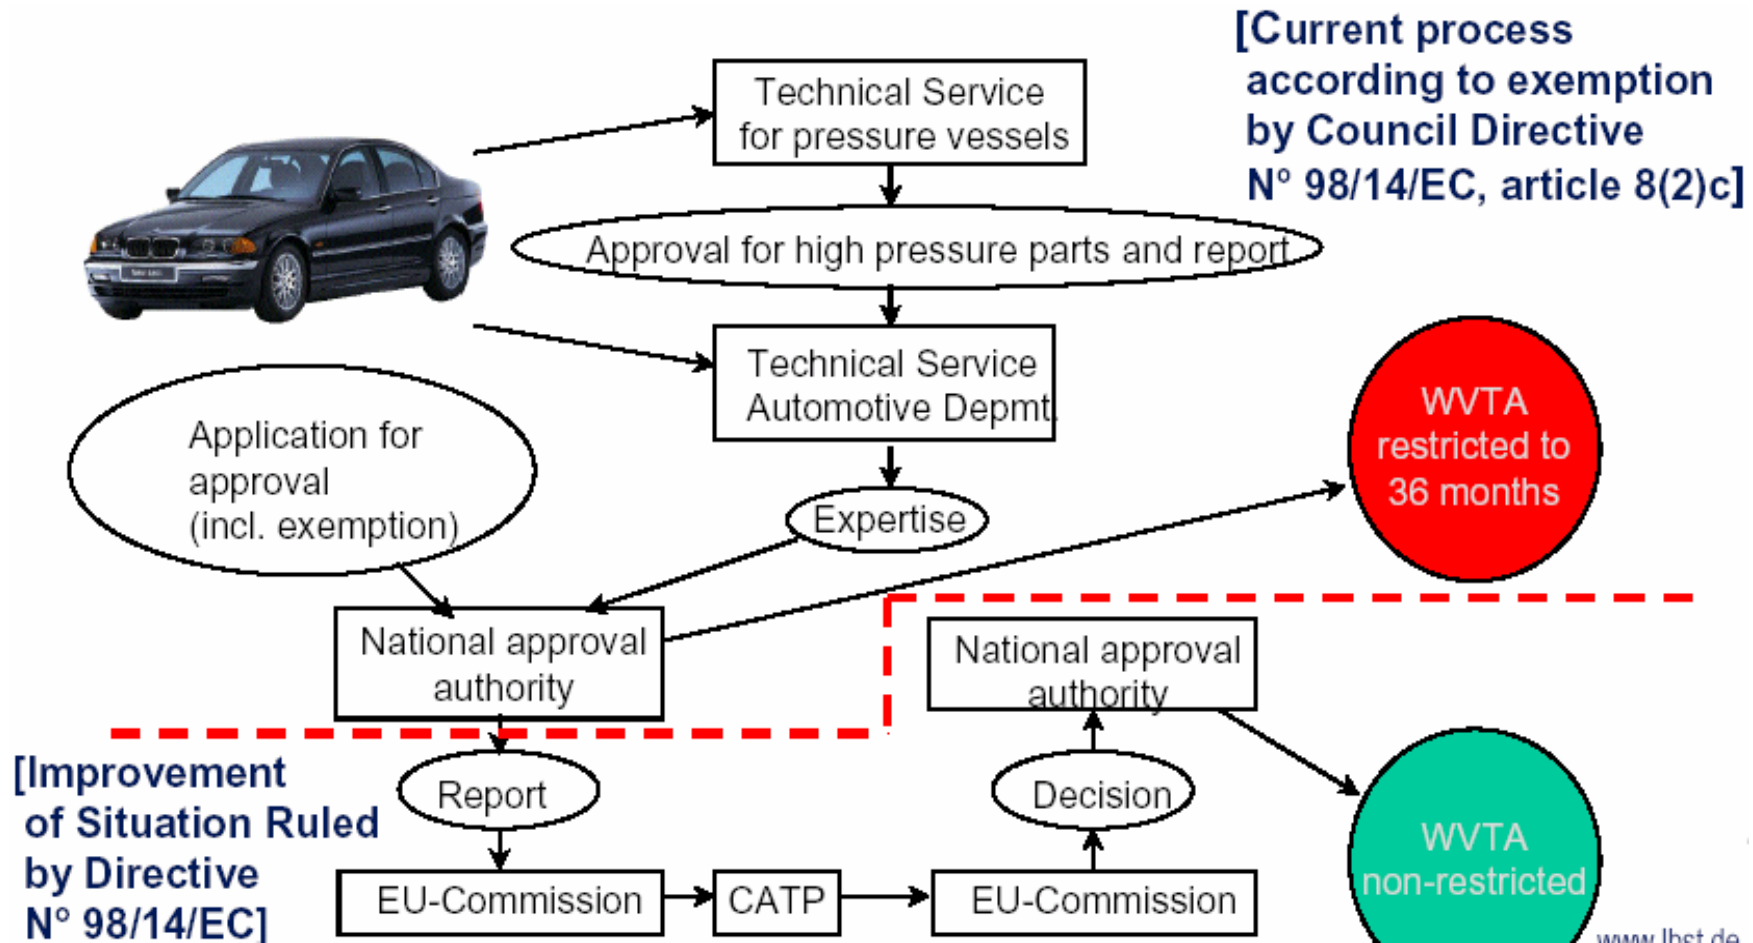 [Current process
according to exemption
by Council Directive
N° 98/14/EC, article 8(2)c]
Technical Service
for pressure vessels
Approval for high pressure parts and report
Technical Service
Automotive Depmt.
Application for
approval
(incl. exemption)
Expertise
WVTA
restricted to
36 months
National approval
authority
National approval
authority
[Improvement
of Situation Ruled
by Directive
N° 98/14/EC]
Report
Decision
EU-Commission
CATP
EU-Commission
WVTA
non-restricted
www.lbst.de